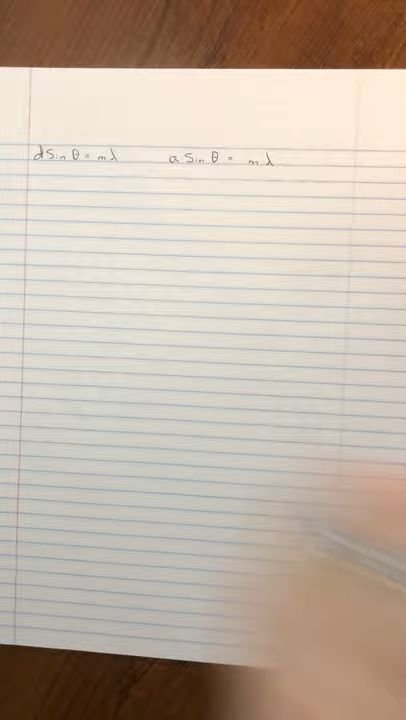 d sin θ = mλ a sin θ = mλ